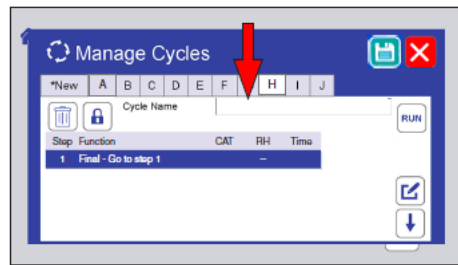 Manage Cycles
*New A B C D E F H I J
Cycle Name
RUN
Step Function CAT RH Time
1 Final - Go to step 1 –